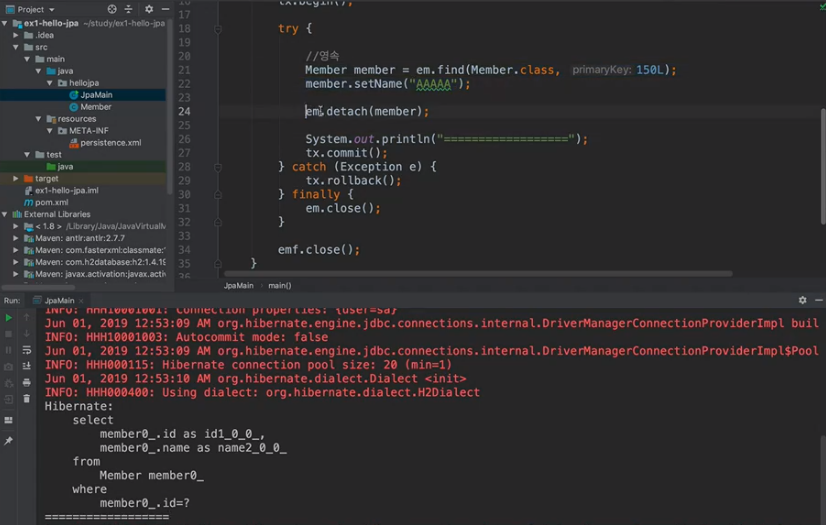 Project
ex1-hello-jpa ~/study/ex1-hello-jpa
.idea
src
main
java
hellojpa
JpaMain
Member
resources
META-INF
persistence.xml
test
java
target
ex1-hello-jpa.iml
pom.xml
External Libraries
< 1.8 > /Library/Java/JavaVirtualM
Maven: antlr:antlr:2.7.7
Maven: com.fasterxml:classmate:
Maven: com.h2database:h2:1.4.19
Maven: javax.activation:javax.
16 tx.begin();
17
18 try {
19
20 //영속
21 Member member = em.find(Member.class, primaryKey: 150L);
22 member.setName("AAAAA");
23
24 em.detach(member);
26 System.out.println("==================");
27 tx.commit();
28 } catch (Exception e) {
29 tx.rollback();
30 } finally {
31 em.close();
32 }
33
34 emf.close();
35 }
JpaMain main()
Run: JpaMain
INFO: HHH10001001: Connection properties: {user=sa}
Jun 01, 2019 12:53:09 AM org.hibernate.engine.jdbc.connections.internal.DriverManagerConnectionProviderImpl buil
INFO: HHH10001003: Autocommit mode: false
Jun 01, 2019 12:53:09 AM org.hibernate.engine.jdbc.connections.internal.DriverManagerConnectionProviderImpl$Pool
INFO: HHH000115: Hibernate connection pool size: 20 (min=1)
Jun 01, 2019 12:53:10 AM org.hibernate.dialect.Dialect <init>
INFO: HHH000400: Using dialect: org.hibernate.dialect.H2Dialect
Hibernate:
select
member0_.id as id1_0_0_,
member0_.name as name2_0_0_
from
Member member0_
where
member0_.id=?
==================